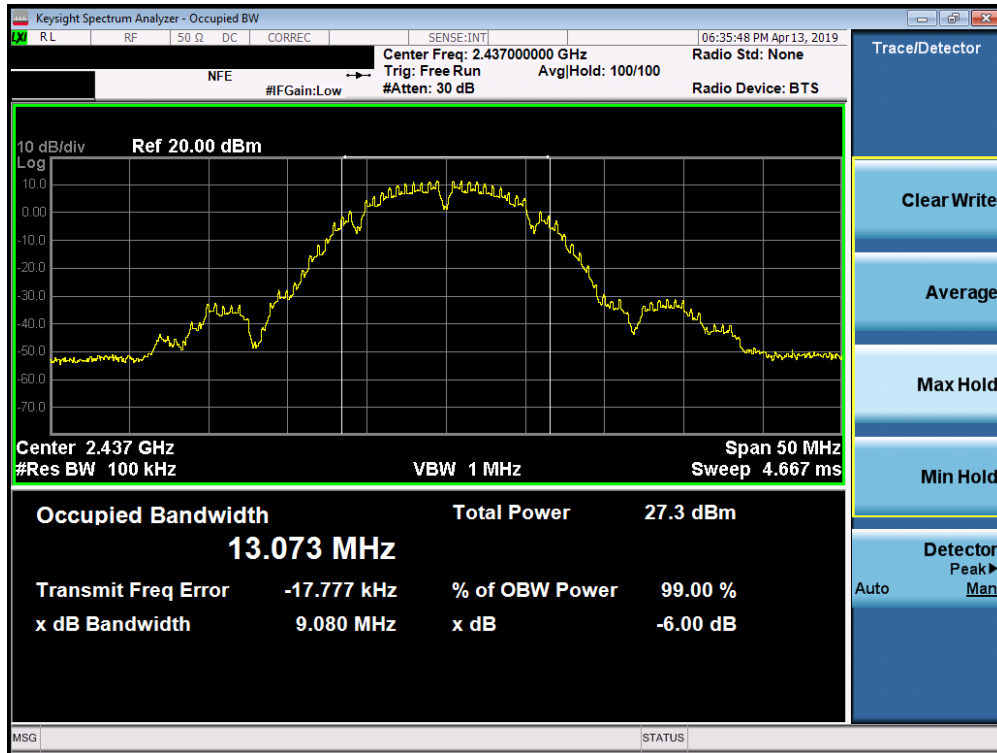 Keysight Spectrum Analyzer - Occupied BW
LXI RL RF 50 Ω DC CORREC SENSE:INT 06:35:48 PM Apr 13, 2019
Center Freq: 2.437000000 GHz Radio Std: None
NFE Trig: Free Run Avg|Hold: 100/100
#IFGain:Low #Atten: 30 dB Radio Device: BTS
Trace/Detector
10 dB/div Ref 20.00 dBm
Log
10.0
0.00
-10.0
-20.0
-30.0
-40.0
-50.0
-60.0
-70.0
Center 2.437 GHz Span 50 MHz
#Res BW 100 kHz VBW 1 MHz Sweep 4.667 ms
Occupied Bandwidth Total Power 27.3 dBm
13.073 MHz
Transmit Freq Error -17.777 kHz % of OBW Power 99.00 %
x dB Bandwidth 9.080 MHz x dB -6.00 dB
Clear Write
Average
Max Hold
Min Hold
Detector
Peak
Auto Man
MSG STATUS